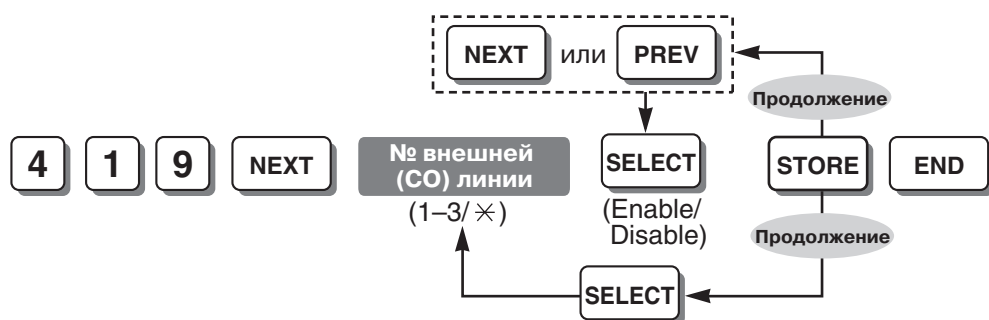 NEXT или PREV
Продолжение
4 1 9 NEXT № внешней (СО) линии SELECT STORE END
(1–3/✳)
(Enable/
Disable)
Продолжение
SELECT